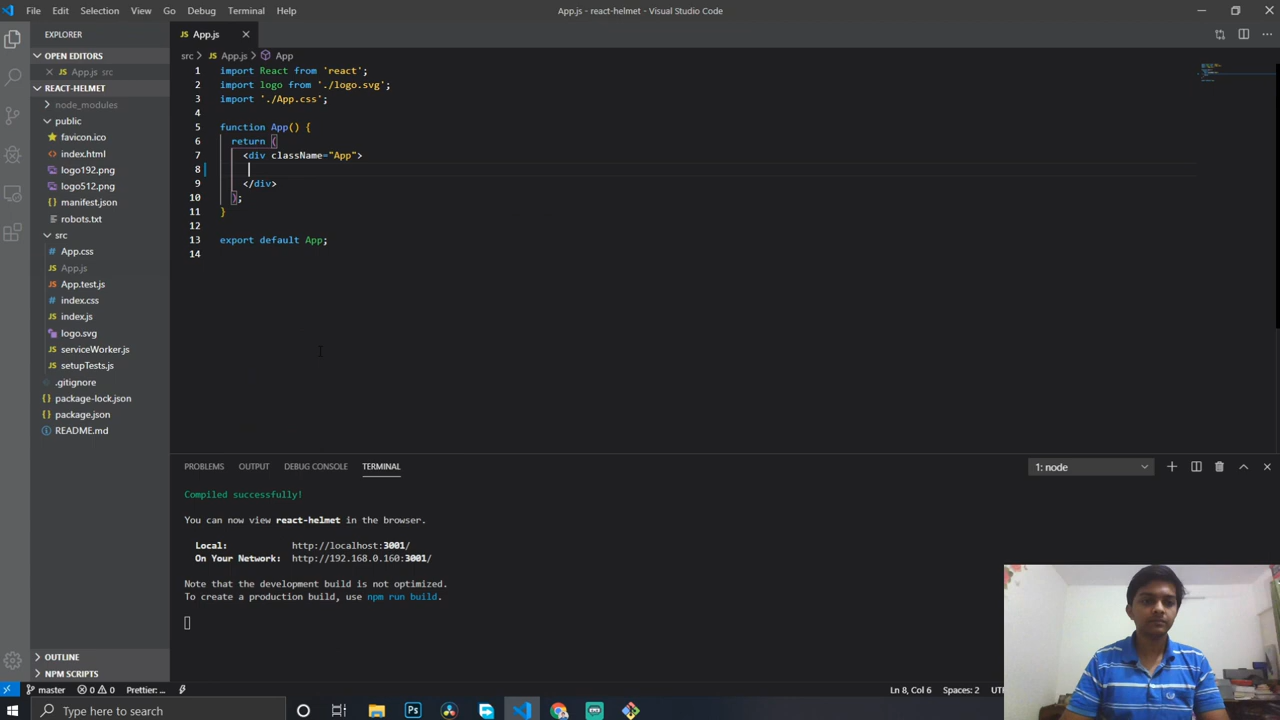 File Edit Selection View Go Debug Terminal Help
App.js - react-helmet - Visual Studio Code
EXPLORER
OPEN EDITORS
App.js src
REACT-HELMET
node_modules
public
favicon.ico
index.html
logo192.png
logo512.png
manifest.json
robots.txt
src
App.css
App.js
App.test.js
index.css
index.js
logo.svg
serviceWorker.js
setupTests.js
.gitignore
package-lock.json
package.json
README.md
OUTLINE
NPM SCRIPTS
JS App.js
src > JS App.js > App
1 import React from 'react';
2 import logo from './logo.svg';
3 import './App.css';
4
5 function App() {
6 return (
7 <div className="App">
8
9 </div>
10 );
11 }
12
13 export default App;
14
PROBLEMS OUTPUT DEBUG CONSOLE TERMINAL
1: node
Compiled successfully!
You can now view react-helmet in the browser.
Local: http://localhost:3001/
On Your Network: http://192.168.0.160:3001/
Note that the development build is not optimized.
To create a production build, use npm run build.
master 0 0 Prettier: ...
Ln 8, Col 6 Spaces: 2 UT
Type here to search